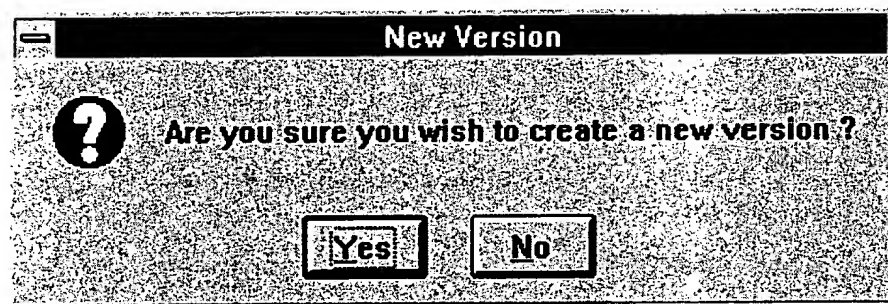 New Version
Are you sure you wish to create a new version ?
Yes
No